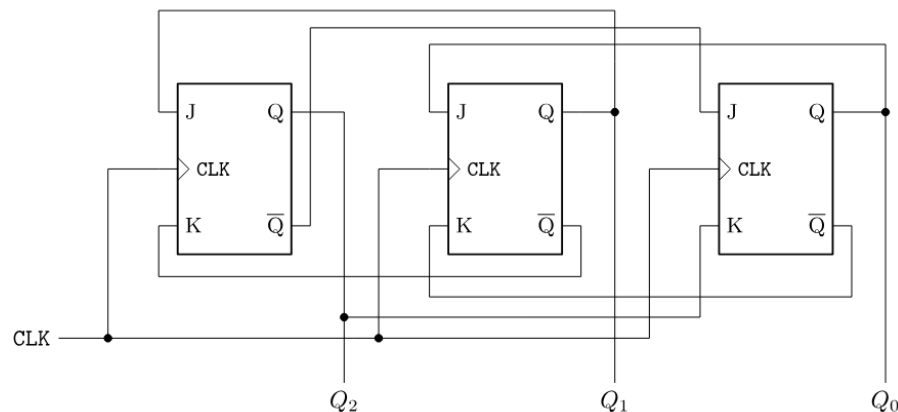 J Q J Q J Q
CLK CLK CLK
K Q̅ K Q̅ K Q̅
CLK
Q₂ Q₁ Q₀